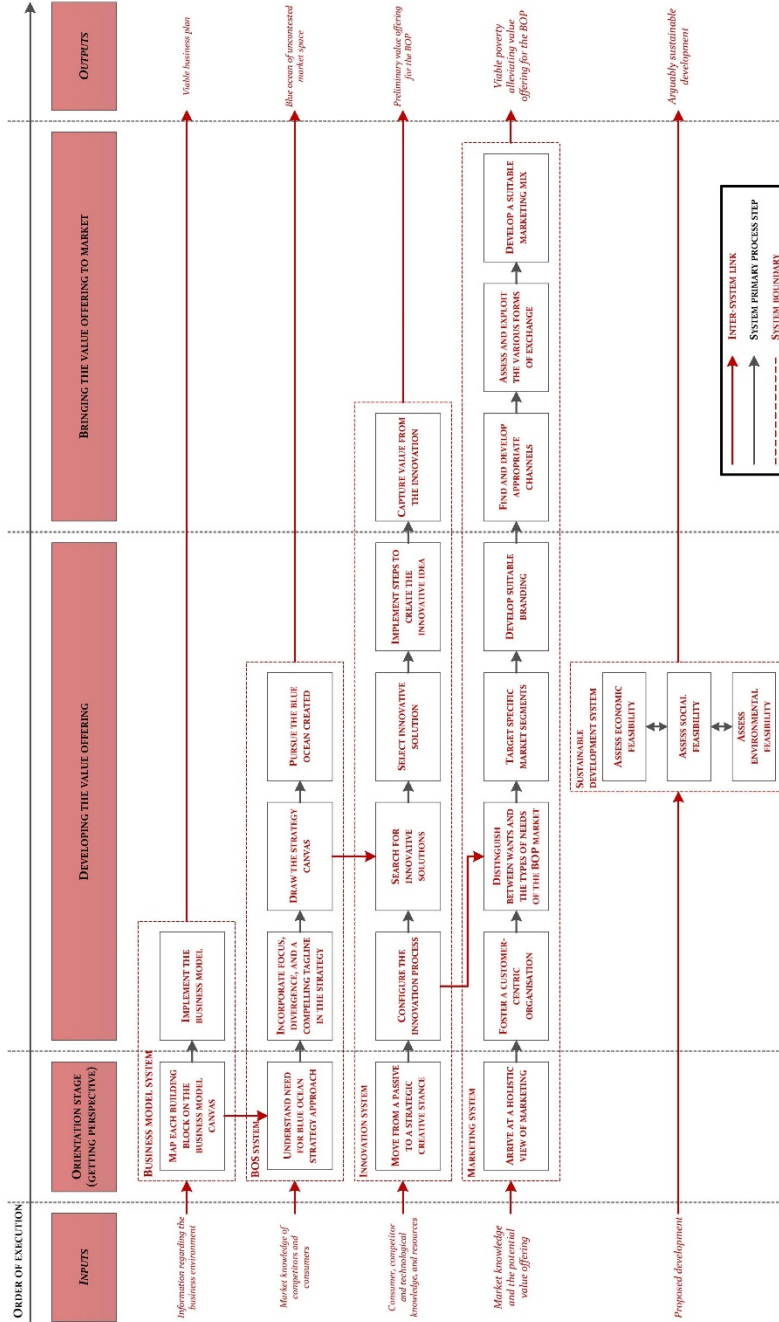 ORDER OF EXECUTION
INPUTS
ORIENTATION STAGE
(GETTING PERSPECTIVE)
DEVELOPING THE VALUE OFFERING
BRINGING THE VALUE OFFERING TO MARKET
OUTPUTS
Information regarding the
business environment
BUSINESS MODEL SYSTEM
MAP EACH BUILDING
BLOCK ON THE
BUSINESS MODEL
CANVAS
IMPLEMENT THE
BUSINESS MODEL
Viable business plan
Market knowledge of
competitors and
consumers
BOS SYSTEM
UNDERSTAND NEED
FOR BLUE OCEAN
STRATEGY APPROACH
INCORPORATE FOCUS,
DIVERGENCE, AND A
COMPELLING TAGLINE
IN THE STRATEGY
DRAW THE STRATEGY
CANVAS
PURSUE THE BLUE
OCEAN CREATED
Blue ocean of uncontested
market space
Consumer, competitor
and technological
knowledge, and resources
INNOVATION SYSTEM
MOVE FROM A PASSIVE
TO A STRATEGIC
CREATIVE STANCE
CONFIGURE THE
INNOVATION PROCESS
SEARCH FOR
INNOVATIVE
SOLUTIONS
SELECT INNOVATIVE
SOLUTION
IMPLEMENT STEPS TO
CREATE THE
INNOVATIVE IDEA
CAPTURE VALUE FROM
THE INNOVATION
Preliminary value offering
for the BOP
Market knowledge
and the potential
value offering
MARKETING SYSTEM
ARRIVE AT A HOLISTIC
VIEW OF MARKETING
FOSTER A CUSTOMER-
CENTRIC
ORGANISATION
DISTINGUISH
BETWEEN WANTS AND
THE TYPES OF NEEDS
OF THE BOP MARKET
TARGET SPECIFIC
MARKET SEGMENTS
DEVELOP SUITABLE
BRANDING
FIND AND DEVELOP
APPROPRIATE
CHANNELS
ASSESS AND EXPLOIT
THE VARIOUS FORMS
OF EXCHANGE
DEVELOP A SUITABLE
MARKETING MIX
Viable poverty
alleviating value
offering for the BOP
Proposed development
SUSTAINABLE
DEVELOPMENT SYSTEM
ASSESS ECONOMIC
FEASIBILITY
ASSESS SOCIAL
FEASIBILITY
ASSESS
ENVIRONMENTAL
FEASIBILITY
Arguably sustainable
development
INTER-SYSTEM LINK
SYSTEM PRIMARY PROCESS STEP
SYSTEM BOUNDARY